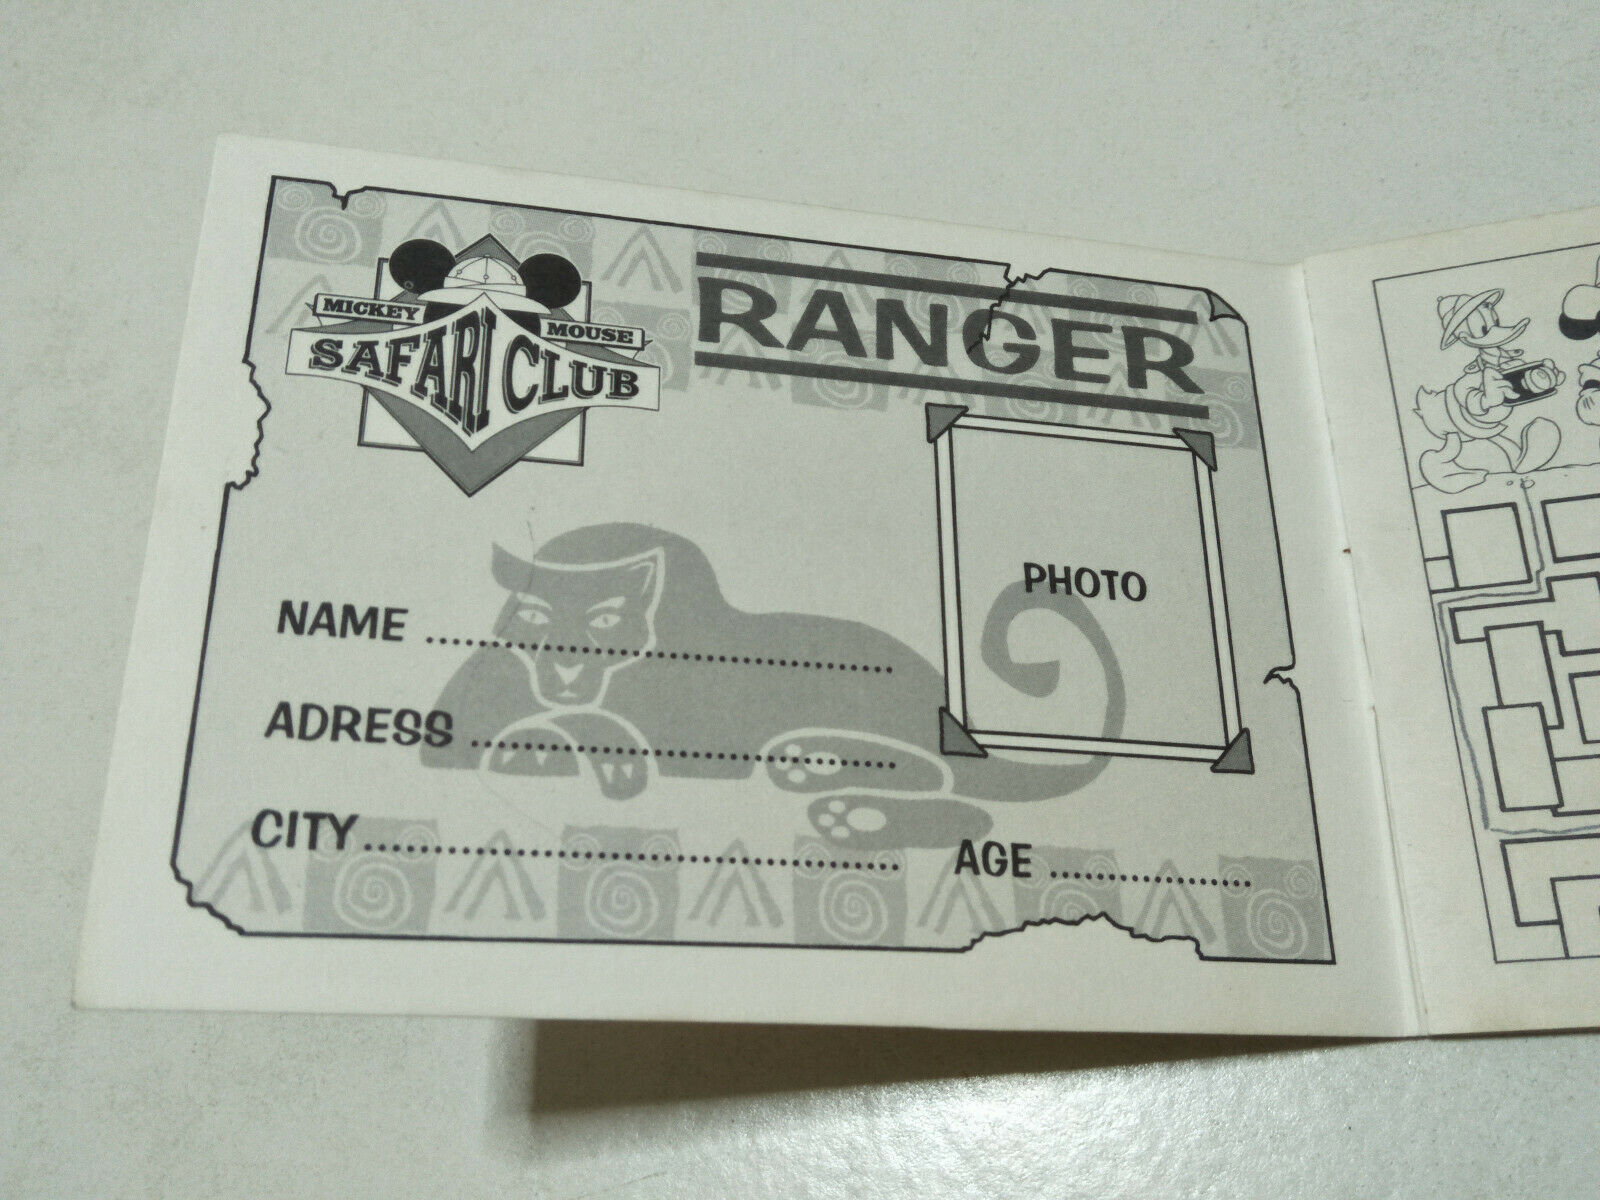 MICKEY MOUSE
SAFARI CLUB
RANGER
PHOTO
NAME ........................................
ADRESS ....................................
CITY ..............................................
AGE .................